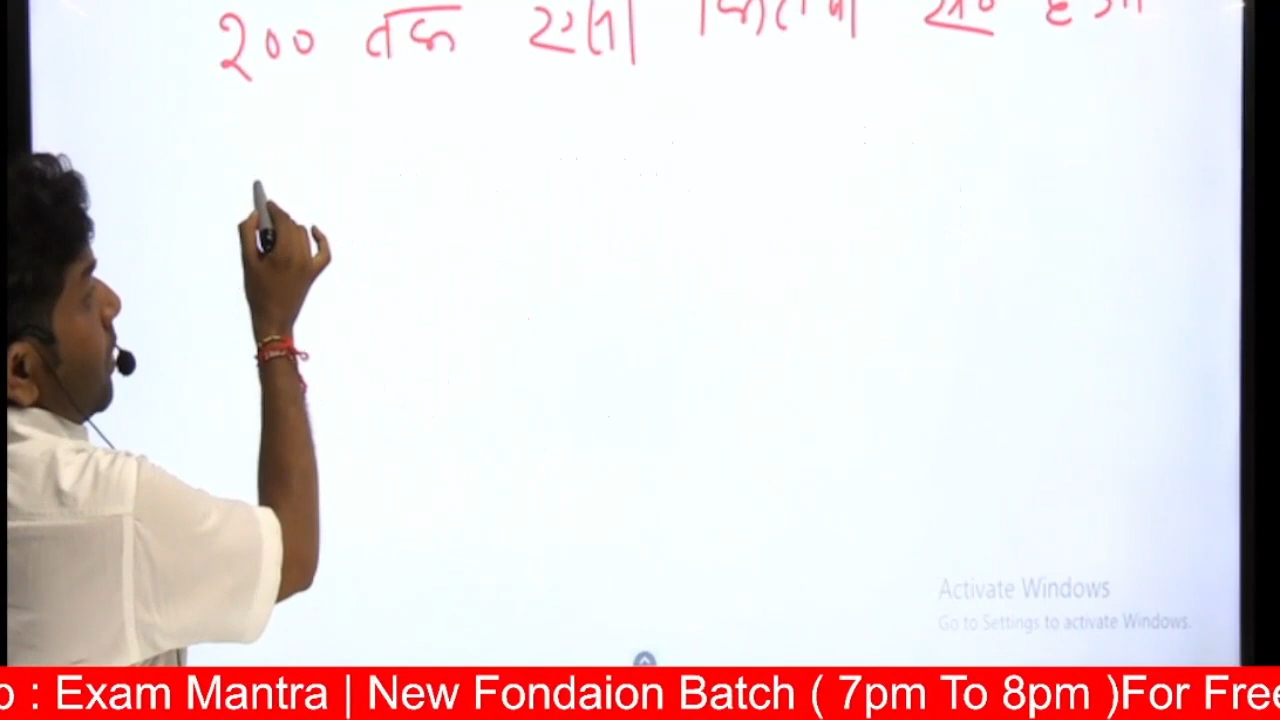 २०० तक
Activate Windows
Go to Settings to activate Windows.
o : Exam Mantra | New Fondaion Batch ( 7pm To 8pm )For Free